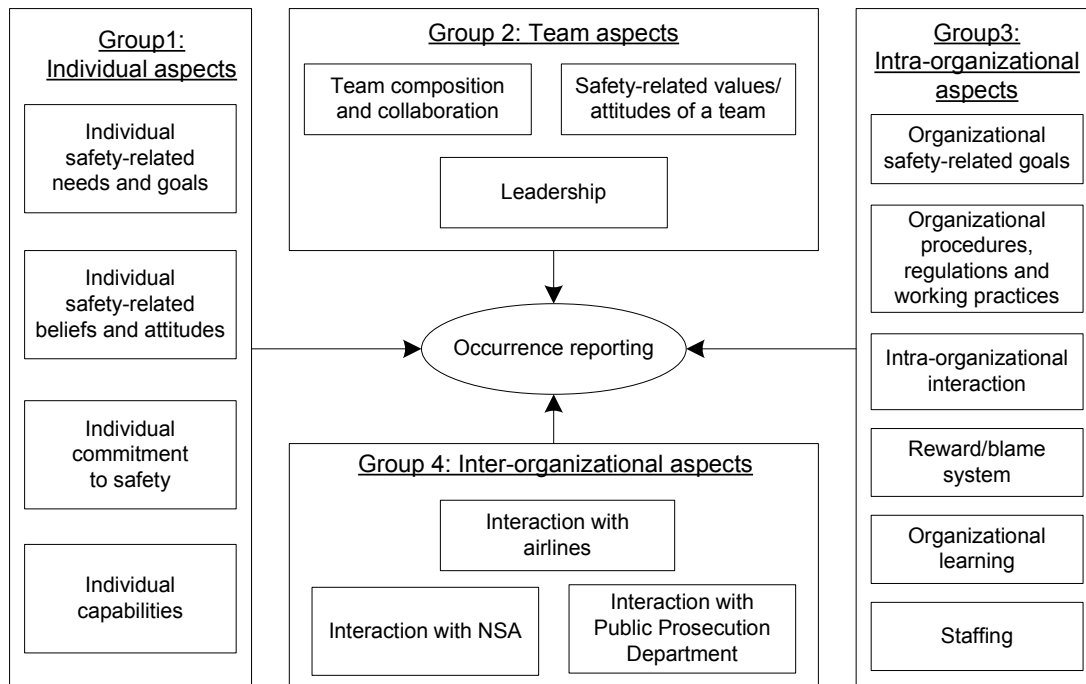 Group1:
Individual aspects
Individual
safety-related
needs and goals
Individual
safety-related
beliefs and attitudes
Individual
commitment
to safety
Individual
capabilities
Group 2: Team aspects
Team composition
and collaboration
Safety-related values/
attitudes of a team
Leadership
Occurrence reporting
Group 4: Inter-organizational aspects
Interaction with
airlines
Interaction with NSA
Interaction with
Public Prosecution
Department
Group3:
Intra-organizational
aspects
Organizational
safety-related goals
Organizational
procedures,
regulations and
working practices
Intra-organizational
interaction
Reward/blame
system
Organizational
learning
Staffing